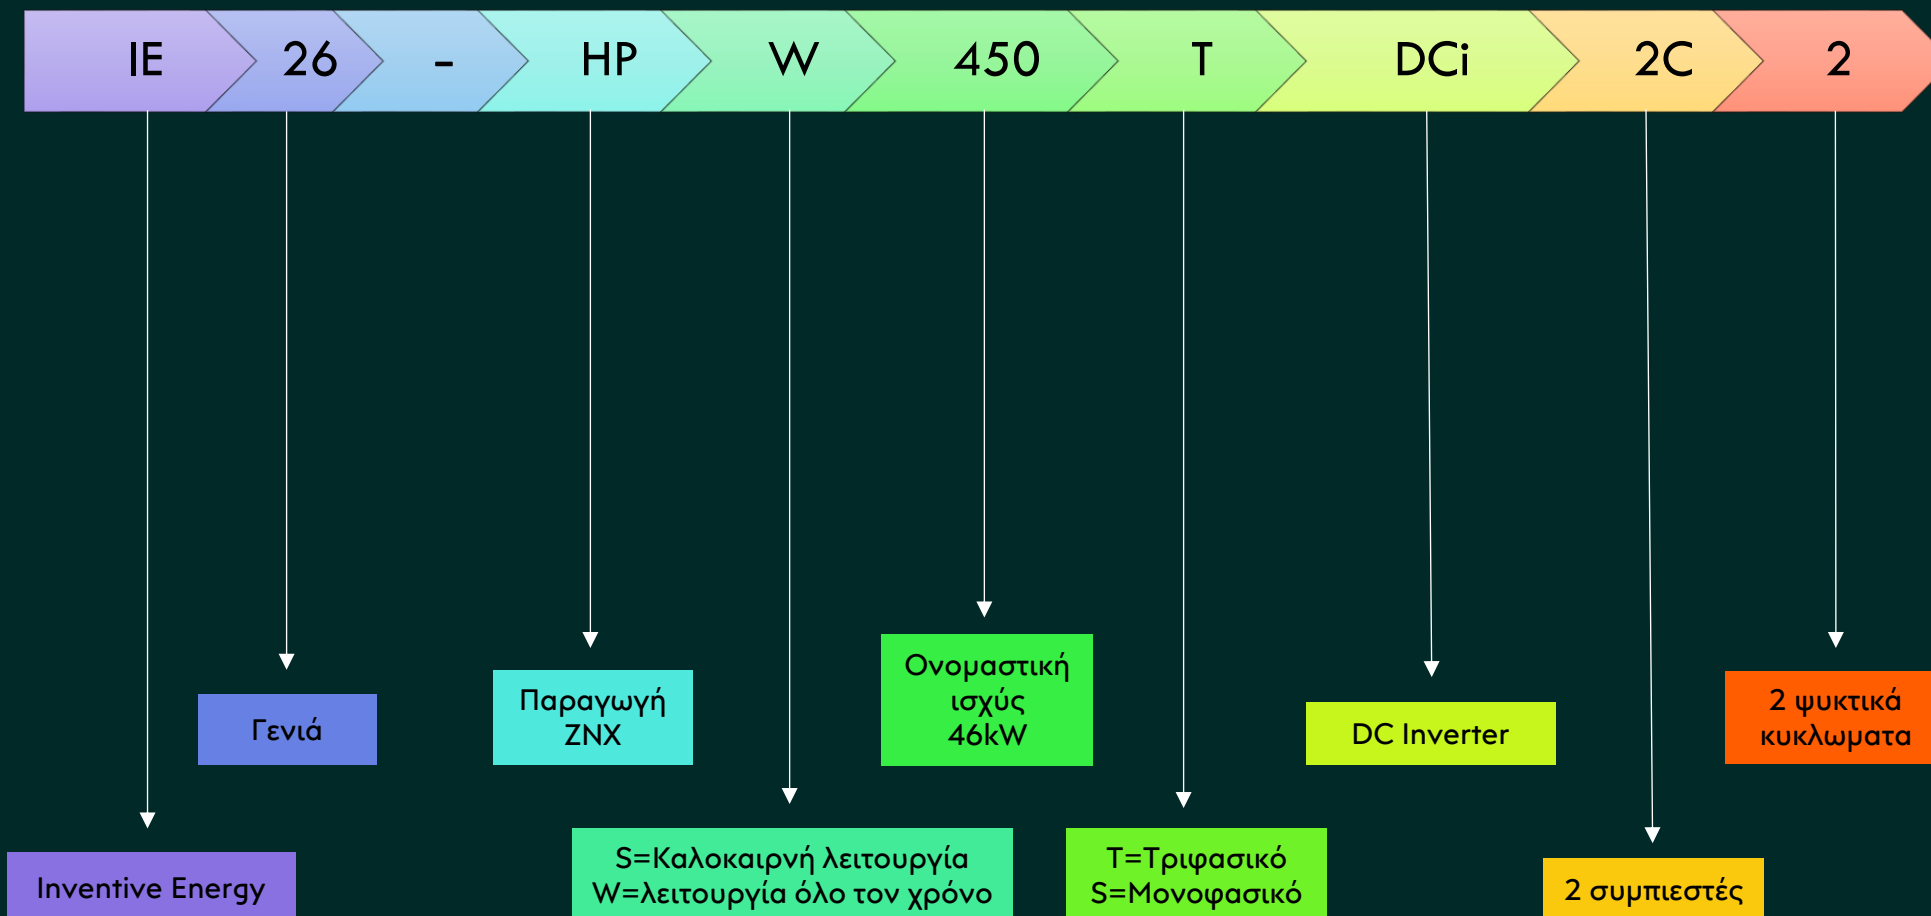 IE 26 - HP W 450 T DCi 2C 2
Ονομαστική
ισχύς
46kW
Παραγωγή
ΖΝΧ
2 ψυκτικά
κυκλωματα
Γενιά
DC Inverter
S=Καλοκαιρνή λειτουργία
W=λειτουργία όλο τον χρόνο
T=Τριφασικό
S=Μονοφασικό
Inventive Energy
2 συμπιεστές